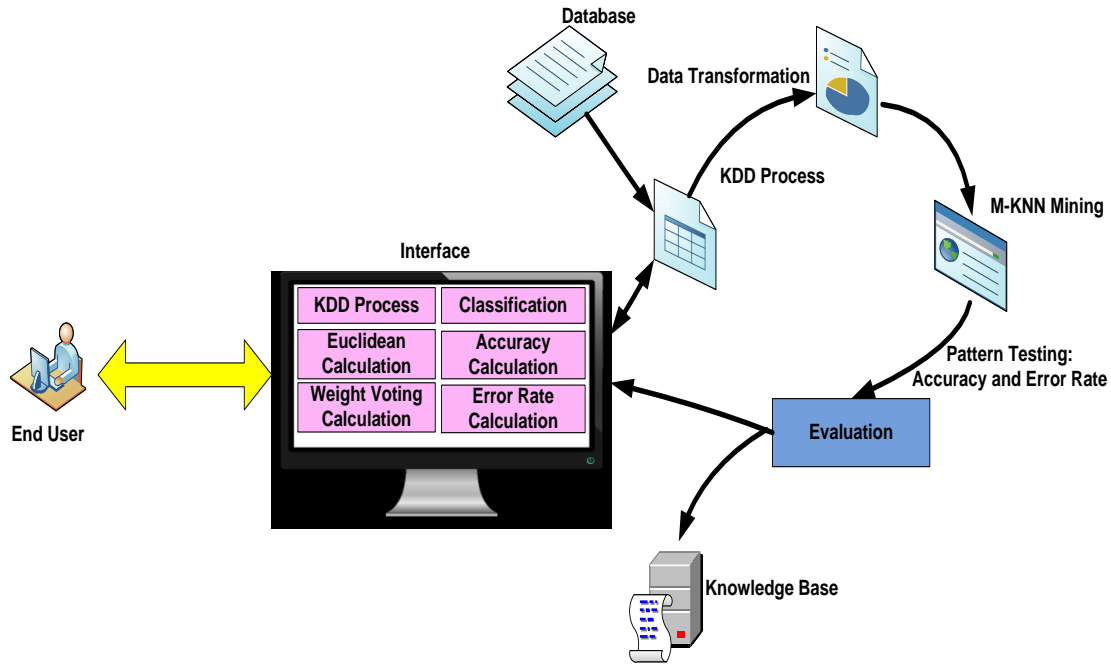 Database
Data Transformation
KDD Process
M-KNN Mining
Interface
KDD Process
Classification
Euclidean
Calculation
Accuracy
Calculation
Weight Voting
Calculation
Error Rate
Calculation
End User
Pattern Testing:
Accuracy and Error Rate
Evaluation
Knowledge Base